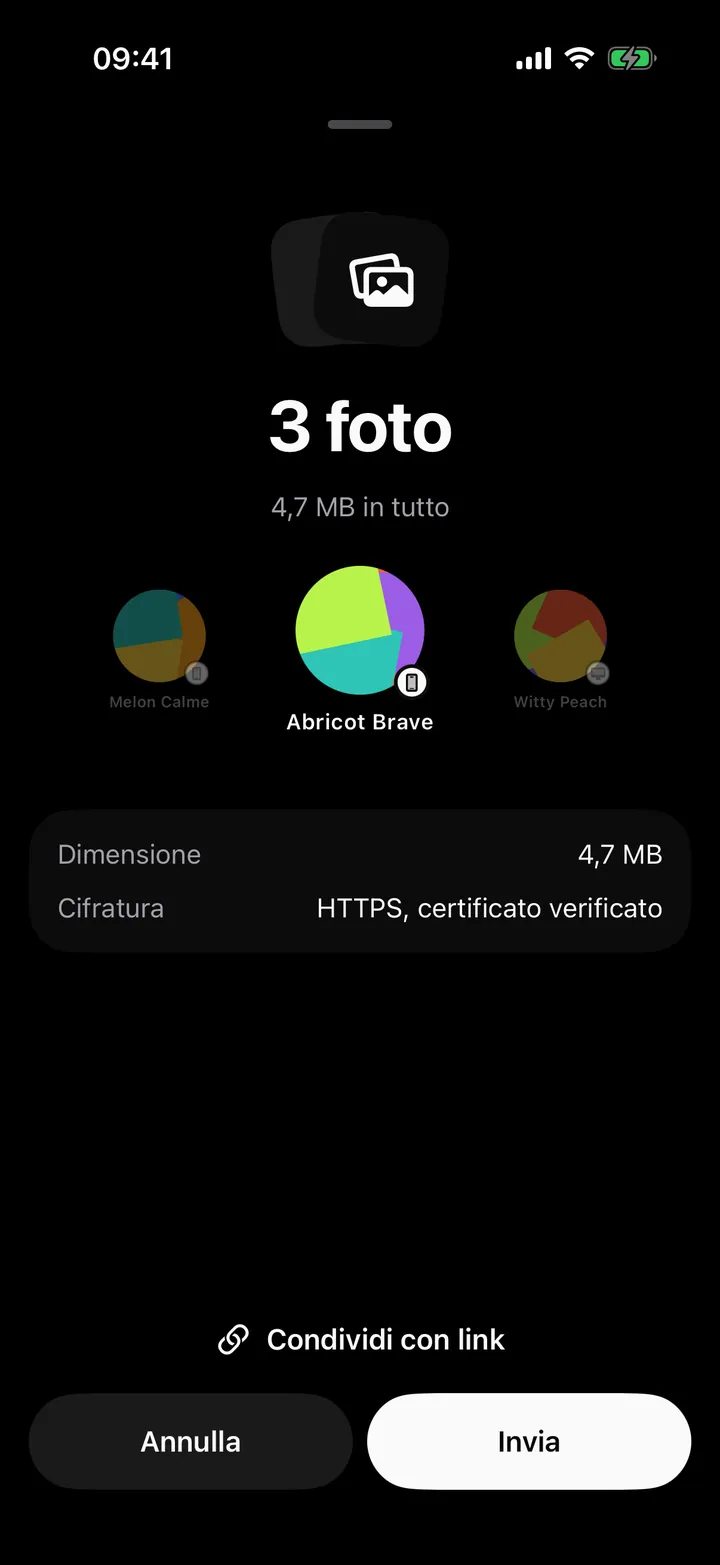 09:41
3 foto
4,7 MB in tutto
Melon Calme
Abricot Brave
Witty Peach
Dimensione 4,7 MB
Cifratura HTTPS, certificato verificato
Condividi con link
Annulla Invia